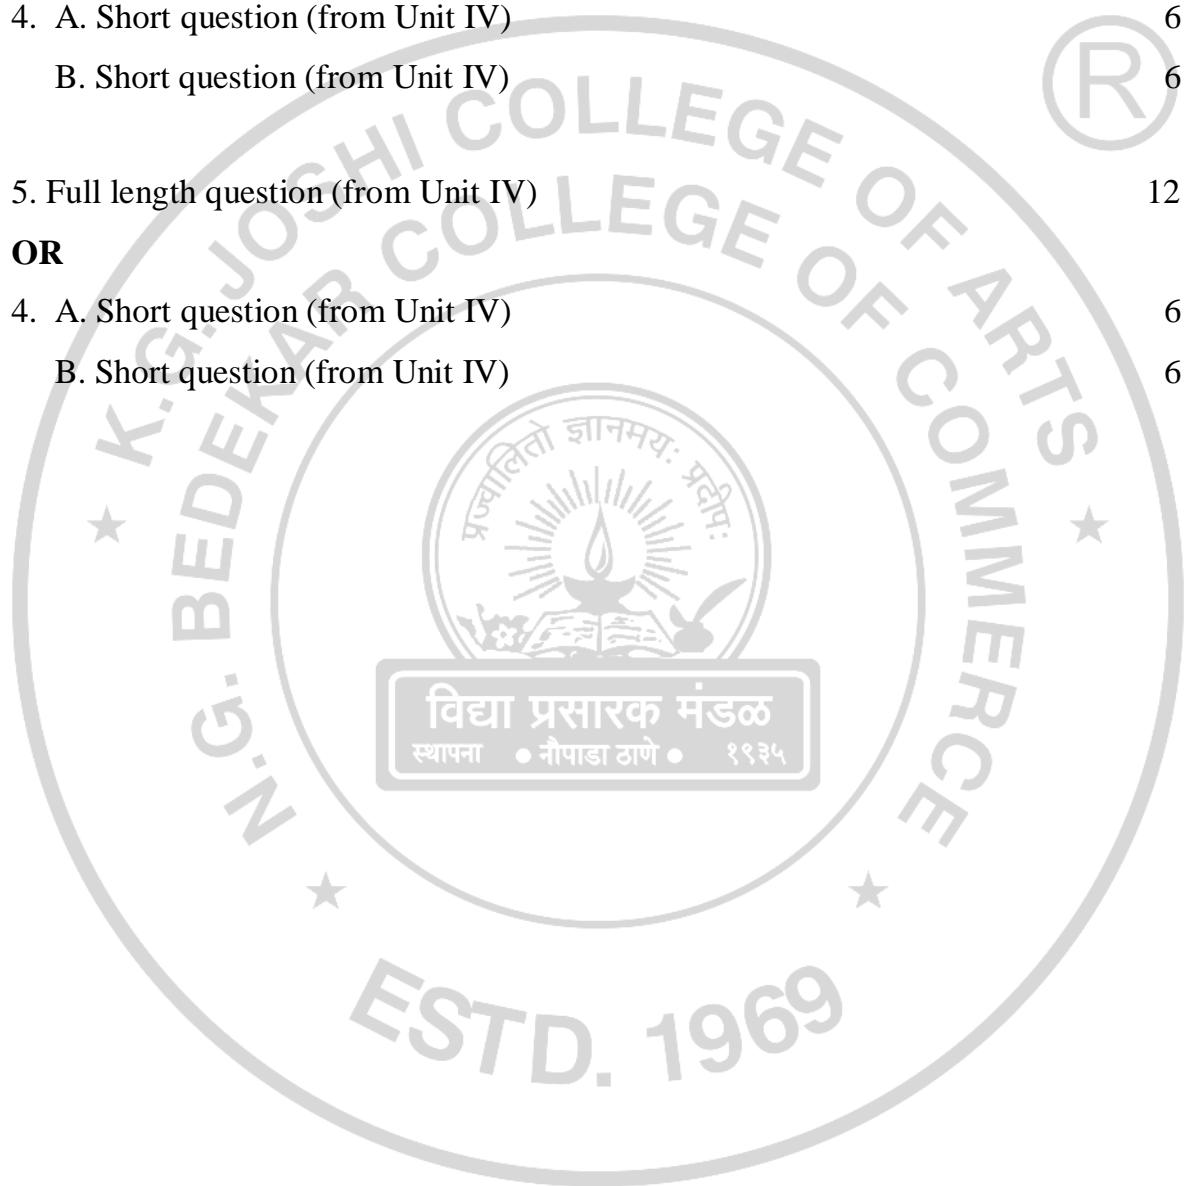 4. A. Short question (from Unit IV) 6
B. Short question (from Unit IV) 6
5. Full length question (from Unit IV) 12
OR
4. A. Short question (from Unit IV) 6
B. Short question (from Unit IV) 6
K.G. JOSHI COLLEGE OF ARTS
N.G. BEDEKAR COLLEGE OF COMMERCE
R
प्रज्वालितो ज्ञानमय: प्रदीप:
विद्या प्रसारक मंडळ
स्थापना ● नौपाडा ठाणे ● १९३५
ESTD. 1969